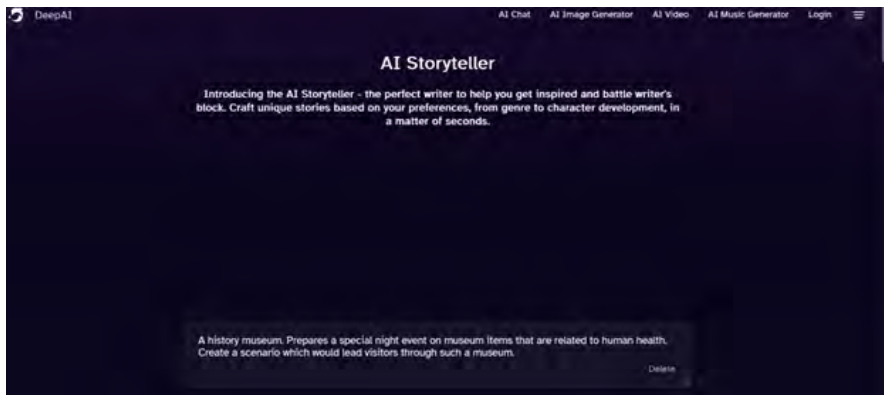 DeepAI AI Chat AI Image Generator AI Video AI Music Generator Login
AI Storyteller
Introducing the AI Storyteller - the perfect writer to help you get inspired and battle writer's
block. Craft unique stories based on your preferences, from genre to character development, in
a matter of seconds.
A history museum. Prepares a special night event on museum items that are related to human health.
Create a scenario which would lead visitors through such a museum.
Delete